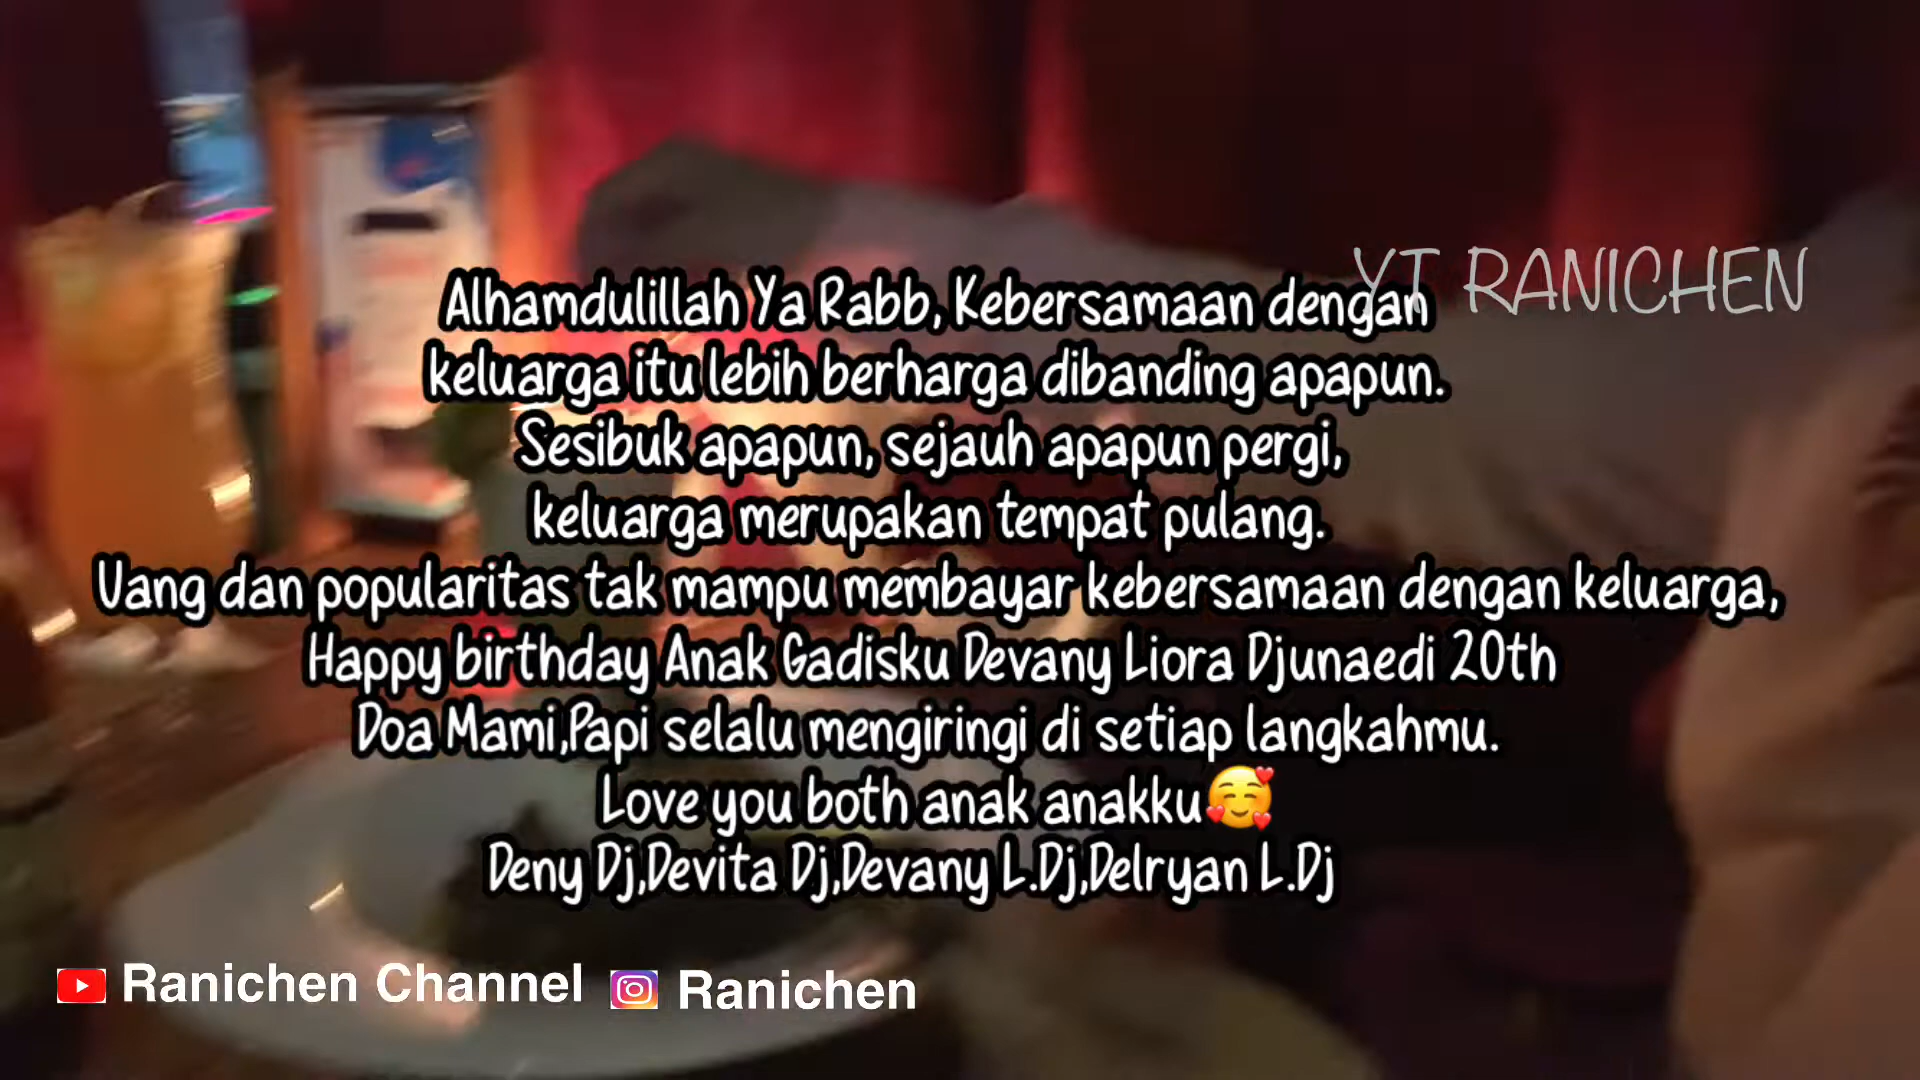 YT RANICHEN
Alhamdulillah Ya Rabb, Kebersamaan dengan
keluarga itu lebih berharga dibanding apapun.
Sesibuk apapun, sejauh apapun pergi,
keluarga merupakan tempat pulang.
Uang dan popularitas tak mampu membayar kebersamaan dengan keluarga,
Happy birthday Anak Gadisku Devany Liora Djunaedi 20th
Doa Mami,Papi selalu mengiringi di setiap langkahmu.
Love you both anak anakku🥰
Deny Dj,Devita Dj,Devany L.Dj,Delryan L.Dj
Ranichen Channel Ranichen